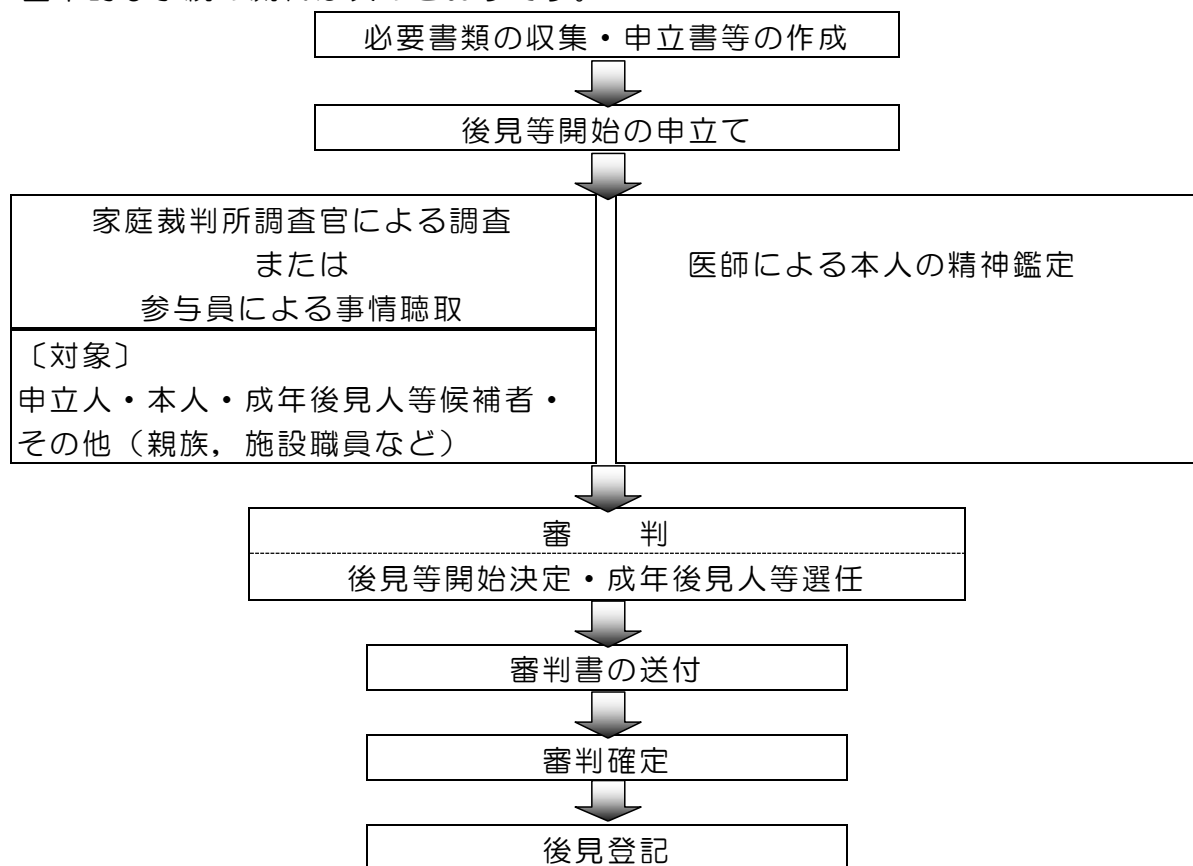 必要書類の収集・申立書等の作成
後見等開始の申立て
家庭裁判所調査官による調査
または
参与員による事情聴取
〔対象〕
申立人・本人・成年後見人等候補者・
その他（親族，施設職員など）
医師による本人の精神鑑定
審　　判
後見等開始決定・成年後見人等選任
審判書の送付
審判確定
後見登記